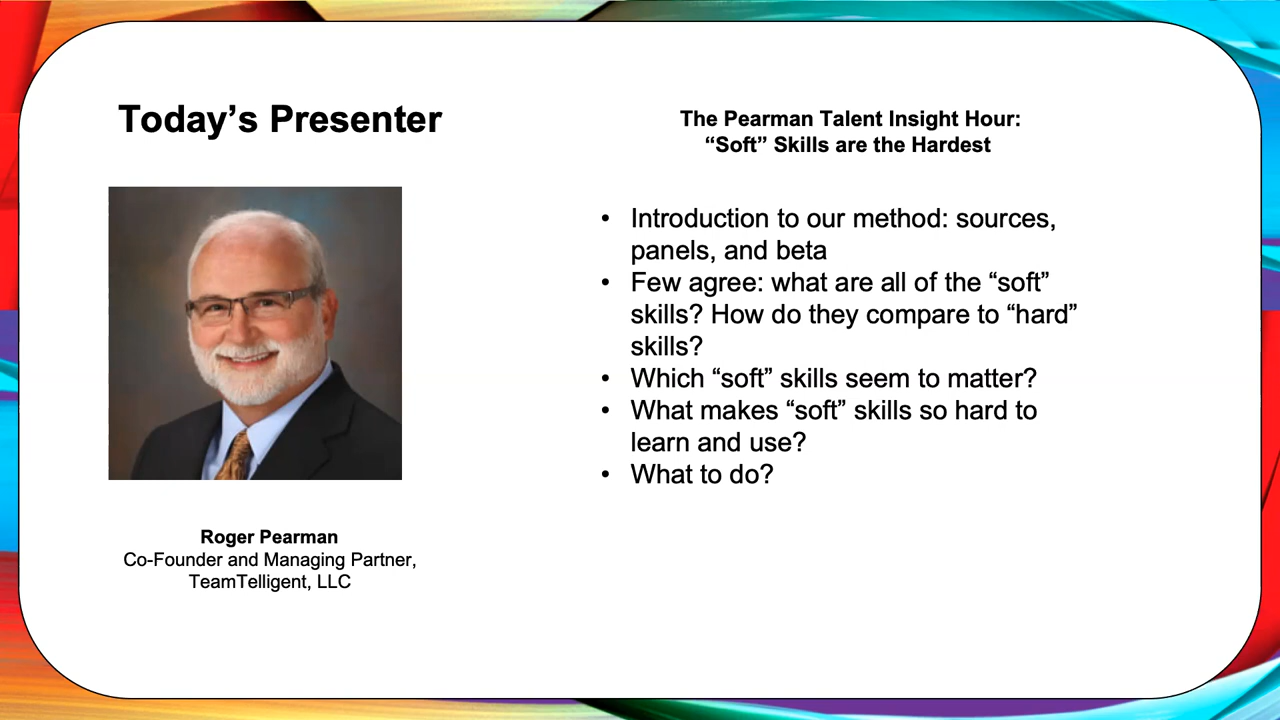 Today’s Presenter
The Pearman Talent Insight Hour:
“Soft” Skills are the Hardest
• Introduction to our method: sources,
panels, and beta
• Few agree: what are all of the “soft”
skills? How do they compare to “hard”
skills?
• Which “soft” skills seem to matter?
• What makes “soft” skills so hard to
learn and use?
• What to do?
Roger Pearman
Co-Founder and Managing Partner,
TeamTelligent, LLC